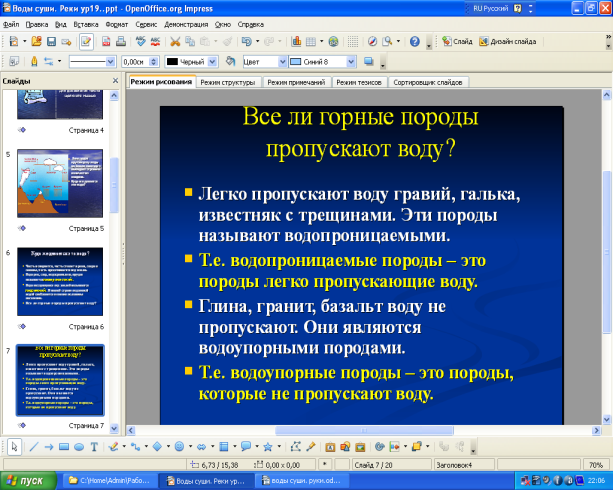 Воды суши. Реки ур19..ppt - OpenOffice.org Impress
RU Русский
Файл Правка Вид Вставка Формат Сервис Демонстрация Окно Справка
Слайд Дизайн слайда
0,00см Черный Цвет Синий 8
Слайды
Режим рисования Режим структуры Режим примечаний Режим тезисов Сортировщик слайдов
Страница 4
5
Страница 5
6
Куда девается вода?
Страница 6
7
Все ли горные породы
пропускают воду?
Страница 7
Все ли горные породы
пропускают воду?
Легко пропускают воду гравий, галька,
известняк с трещинами. Эти породы
называют водопроницаемыми.
Т.е. водопроницаемые породы – это
породы легко пропускающие воду.
Глина, гранит, базальт воду не
пропускают. Они являются
водоупорными породами.
Т.е. водоупорные породы – это породы,
которые не пропускают воду.
6,73 / 15,38 0,00 x 0,00 * Слайд 7 / 20 Заголовок4 70%
пуск C:\Home\Admin\Рабо... Воды суши. Реки ур... воды суши. руки.od... 22:06